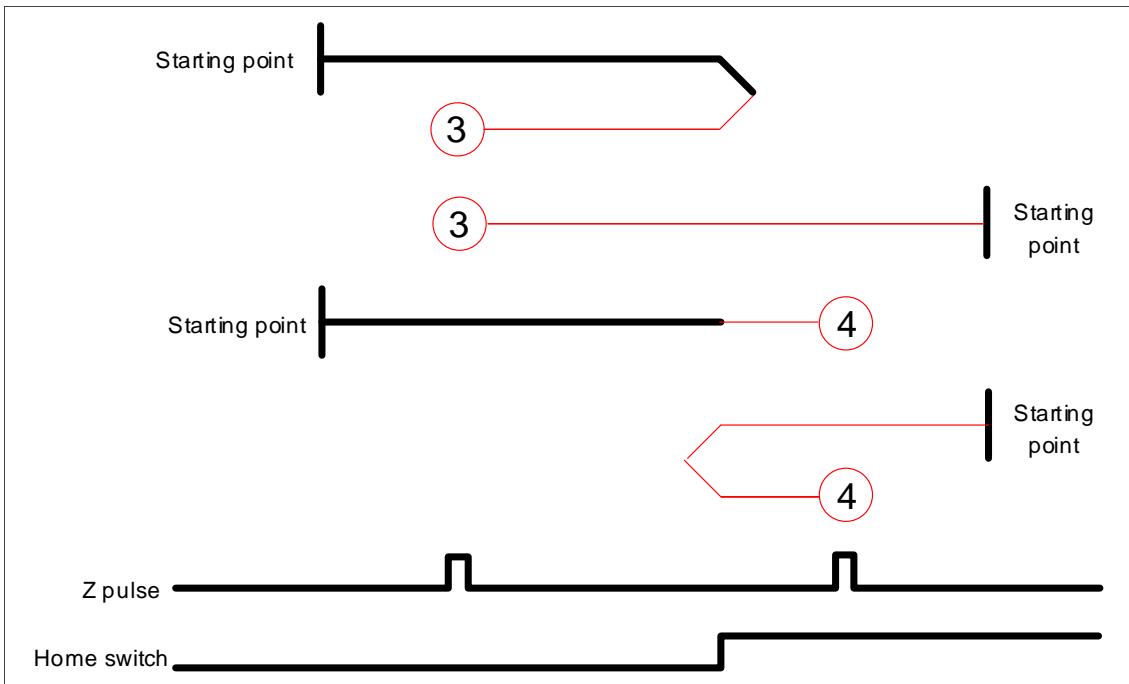 Starting point
3
3
Starting
point
Starting point
4
Starting
point
4
Z pulse
Home switch